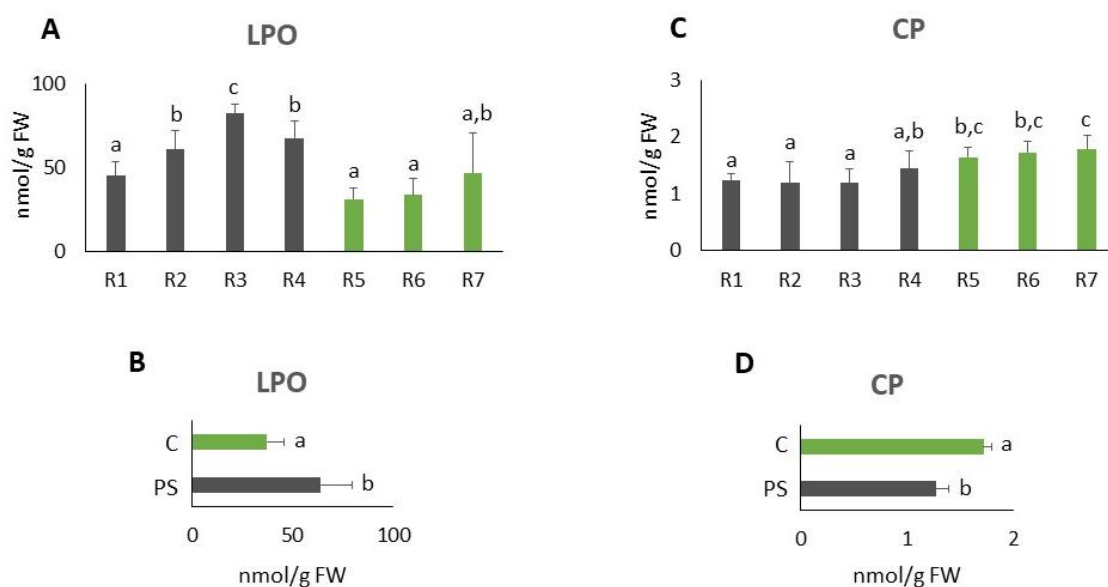 A
LPO
nmol/g FW
100
50
0
a
b
c
b
a
a
a,b
R1 R2 R3 R4 R5 R6 R7
C
CP
nmol/g FW
3
2
1
0
a
a
a
a,b
b,c
b,c
c
R1 R2 R3 R4 R5 R6 R7
B
LPO
C
a
PS
b
0 50 100
nmol/g FW
D
CP
C
a
PS
b
0 1 2
nmol/g FW